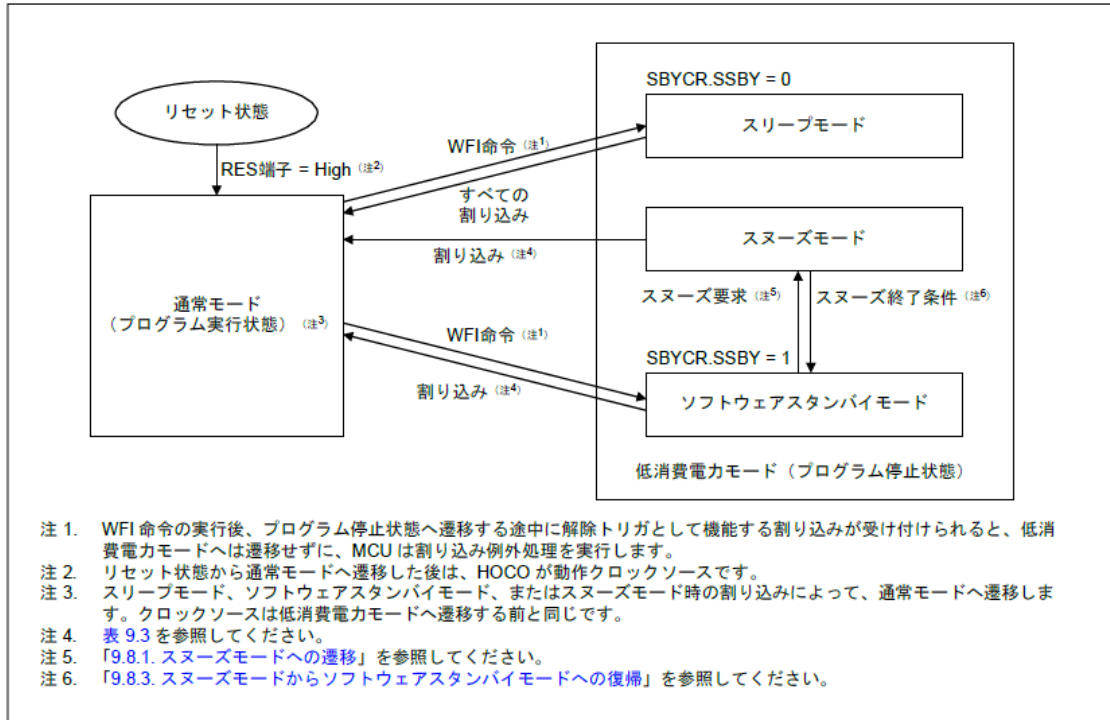 SBYCR.SSBY = 0
リセット状態
スリープモード
WFI命令 (注1)
RES端子 = High (注2)
すべての
割り込み
スヌーズモード
割り込み (注4)
スヌーズ要求 (注5)
スヌーズ終了条件 (注6)
通常モード
(プログラム実行状態) (注3)
WFI命令 (注1)
SBYCR.SSBY = 1
割り込み (注4)
ソフトウェアスタンバイモード
低消費電力モード(プログラム停止状態)
注 1. WFI 命令の実行後、プログラム停止状態へ遷移する途中に解除トリガとして機能する割り込みが受け付けられると、低消
費電力モードへは遷移せずに、MCU は割り込み例外処理を実行します。
注 2. リセット状態から通常モードへ遷移した後は、HOCO が動作クロックソースです。
注 3. スリープモード、ソフトウェアスタンバイモード、またはスヌーズモード時の割り込みによって、通常モードへ遷移しま
す。クロックソースは低消費電力モードへ遷移する前と同じです。
注 4. 表 9.3 を参照してください。
注 5. 「9.8.1. スヌーズモードへの遷移」を参照してください。
注 6. 「9.8.3. スヌーズモードからソフトウェアスタンバイモードへの復帰」を参照してください。